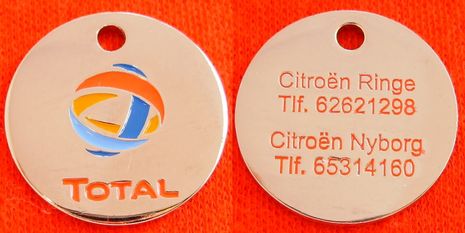 TOTAL
Citroën Ringe
Tlf. 62621298
Citroën Nyborg
Tlf. 65314160